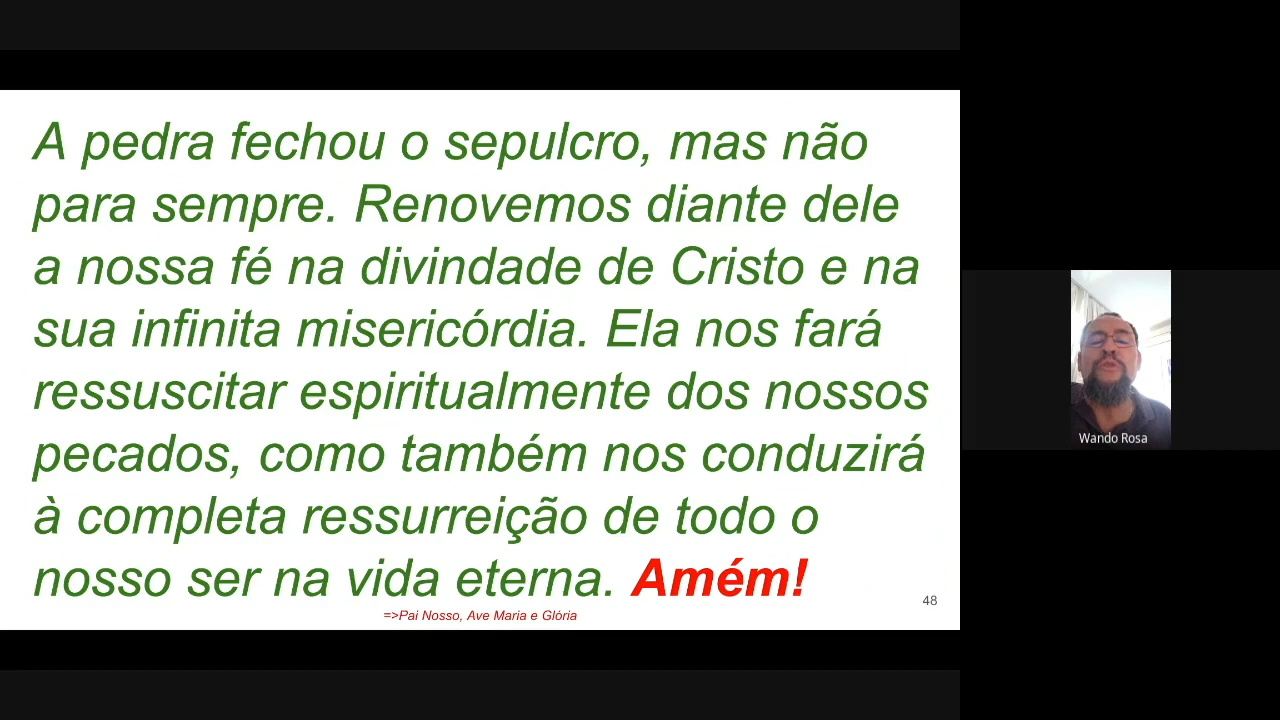 A pedra fechou o sepulcro, mas não
para sempre. Renovemos diante dele
a nossa fé na divindade de Cristo e na
sua infinita misericórdia. Ela nos fará
ressuscitar espiritualmente dos nossos
pecados, como também nos conduzirá
à completa ressurreição de todo o
nosso ser na vida eterna. Amém!
=>Pai Nosso, Ave Maria e Glória
48
Wando Rosa